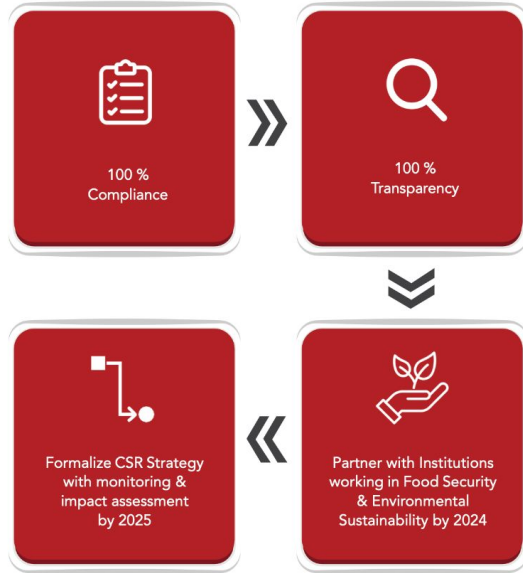 100 %
Compliance
100 %
Transparency
Partner with Institutions
working in Food Security
& Environmental
Sustainability by 2024
Formalize CSR Strategy
with monitoring &
impact assessment
by 2025